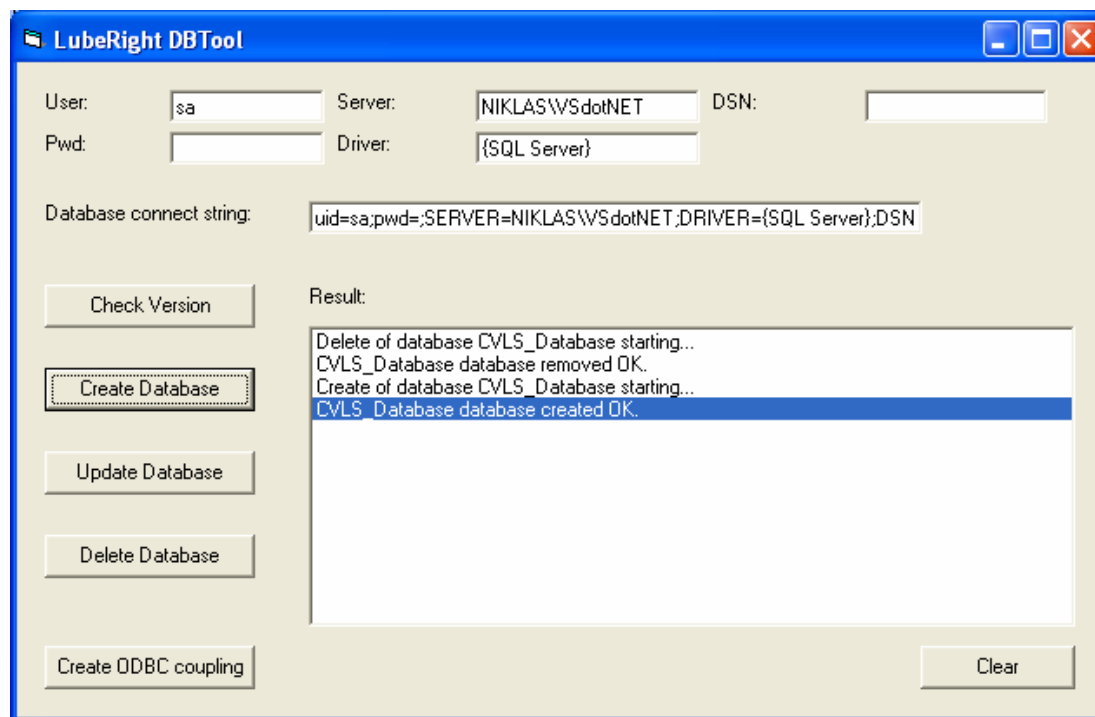 LubeRight DBTool
User: sa Server: NIKLAS\VSdotNET DSN:
Pwd: Driver: {SQL Server}
Database connect string: uid=sa;pwd=;SERVER=NIKLAS\VSdotNET;DRIVER={SQL Server};DSN
Check Version
Result:
Delete of database CVLS_Database starting...
CVLS_Database database removed OK.
Create of database CVLS_Database starting...
CVLS_Database database created OK.
Create Database
Update Database
Delete Database
Create ODBC coupling
Clear